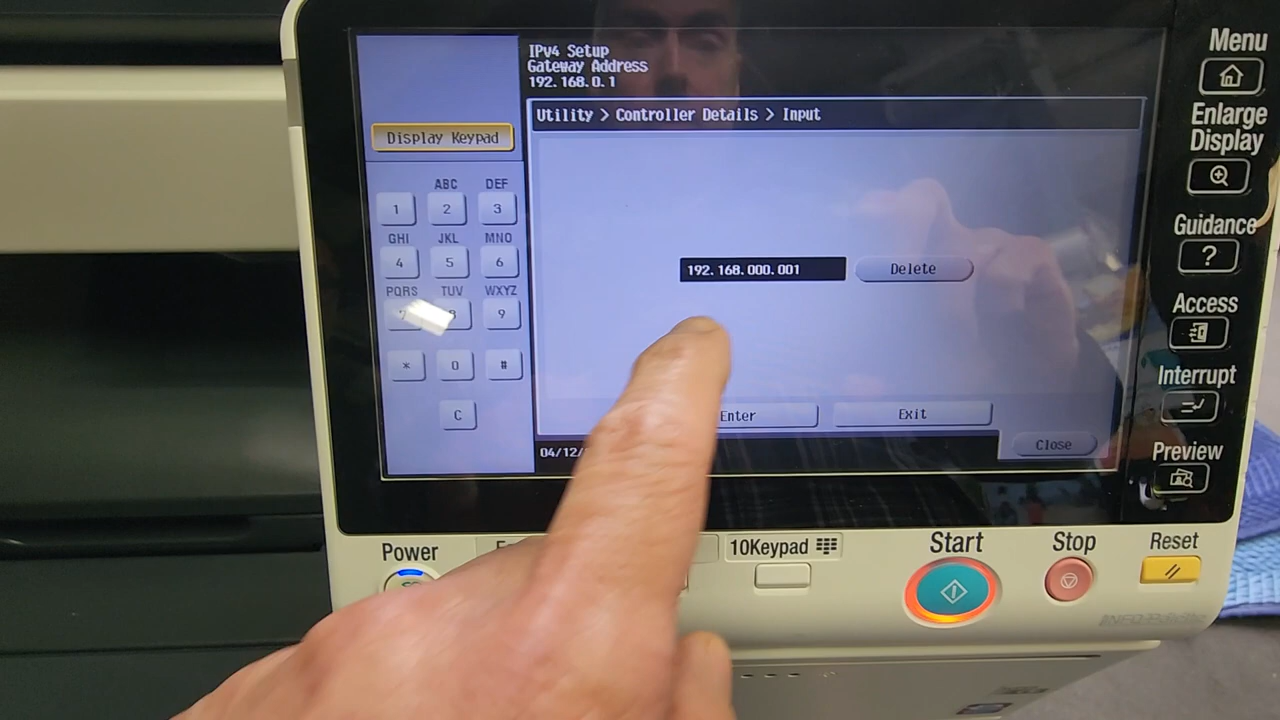 IPv4 Setup
Gateway Address
192.168.0.1
Utility > Controller Details > Input
Display Keypad
ABC DEF
1 2 3
GHI JKL MNO
4 5 6
PQRS TUV WXYZ
9
* 0 #
C
192.168.000.001
Delete
Enter
Exit
04/12/
Close
Menu
Enlarge
Display
Guidance
?
Access
Interrupt
Preview
Power
10Keypad
Start
Stop
Reset